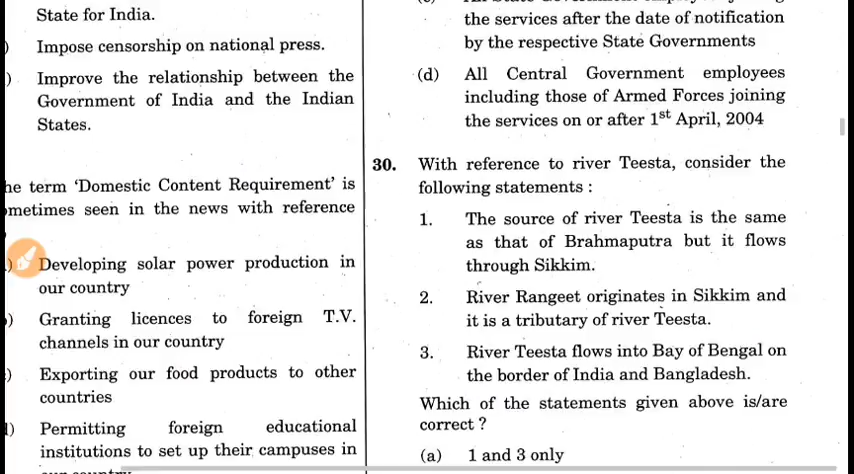 State for India.
) Impose censorship on national press.
) Improve the relationship between the
Government of India and the Indian
States.
he term ‘Domestic Content Requirement’ is
metimes seen in the news with reference
.) Developing solar power production in
our country
) Granting licences to foreign T.V.
channels in our country
) Exporting our food products to other
countries
) Permitting foreign educational
institutions to set up their campuses in
the services after the date of notification
by the respective State Governments
(d) All Central Government employees
including those of Armed Forces joining
the services on or after 1st April, 2004
30. With reference to river Teesta, consider the
following statements :
1. The source of river Teesta is the same
as that of Brahmaputra but it flows
through Sikkim.
2. River Rangeet originates in Sikkim and
it is a tributary of river Teesta.
3. River Teesta flows into Bay of Bengal on
the border of India and Bangladesh.
Which of the statements given above is/are
correct ?
(a) 1 and 3 only